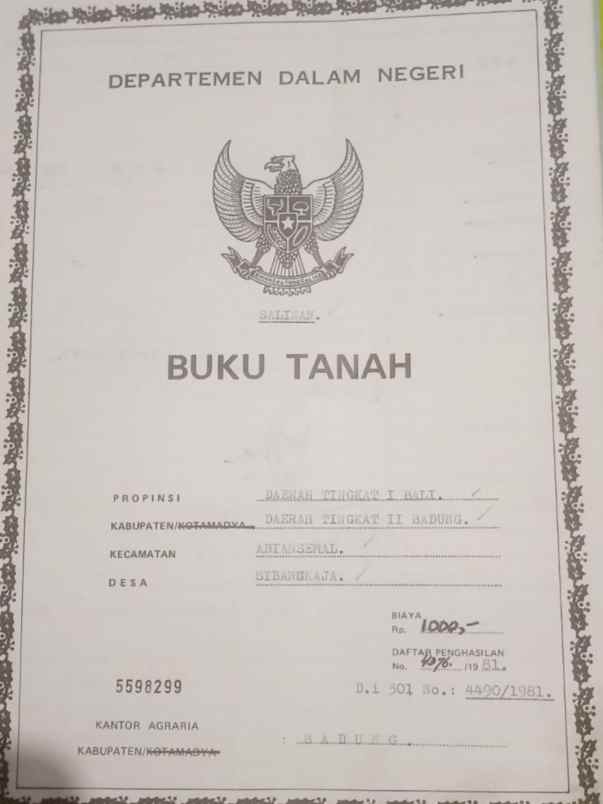 DEPARTEMEN DALAM NEGERI
SALINAN.
BUKU TANAH
PROPINSI DAERAH TINGKAT I BALI.
KABUPATEN/KOTAMADYA DAERAH TINGKAT II BADUNG.
KECAMATAN ABIANSEMAL.
DESA SIBANGKAJA.
BIAYA
Rp. 1000,-
DAFTAR PENGHASILAN
No. /19 81.
5598299
D.i 301 No.: 4490/1981.
KANTOR AGRARIA
KABUPATEN/KOTAMADYA : BADUNG.